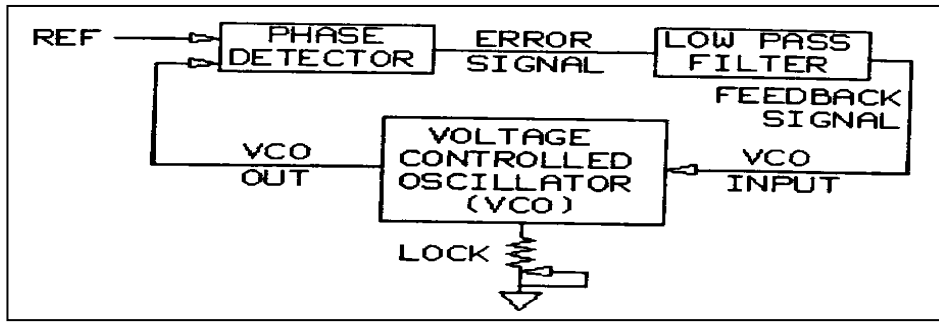 REF
PHASE
DETECTOR
ERROR
SIGNAL
LOW PASS
FILTER
FEEDBACK
SIGNAL
VCO
OUT
VOLTAGE
CONTROLLED
OSCILLATOR
(VCO)
VCO
INPUT
LOCK